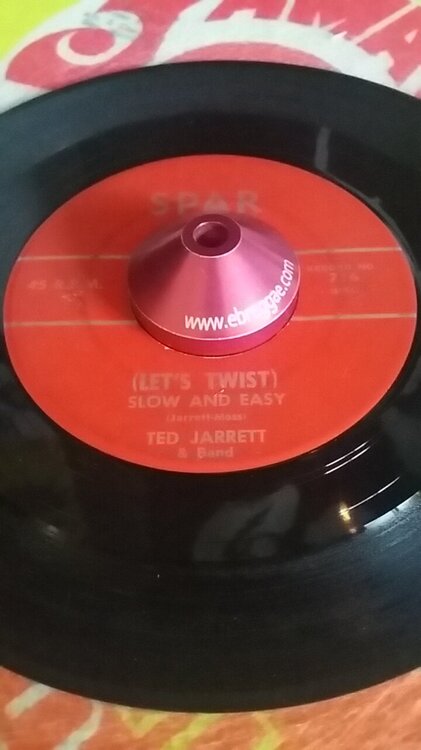 SPAR
45 R.P.M.
www.ebreggae.com
(LET'S TWIST)
SLOW AND EASY
(Jarrett-Moss)
TED JARRETT
& Band